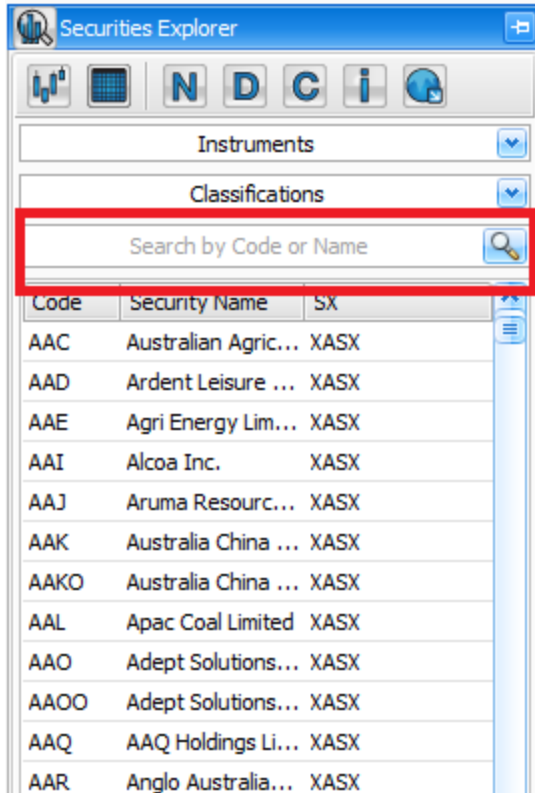 Securities Explorer
N D C i
Instruments
Classifications
Search by Code or Name
Code Security Name SX
AAC Australian Agric... XASX
AAD Ardent Leisure ... XASX
AAE Agri Energy Lim... XASX
AAI Alcoa Inc. XASX
AAJ Aruma Resourc... XASX
AAK Australia China ... XASX
AAKO Australia China ... XASX
AAL Apac Coal Limited XASX
AAO Adept Solutions... XASX
AAOO Adept Solutions... XASX
AAQ AAQ Holdings Li... XASX
AAR Anglo Australia... XASX